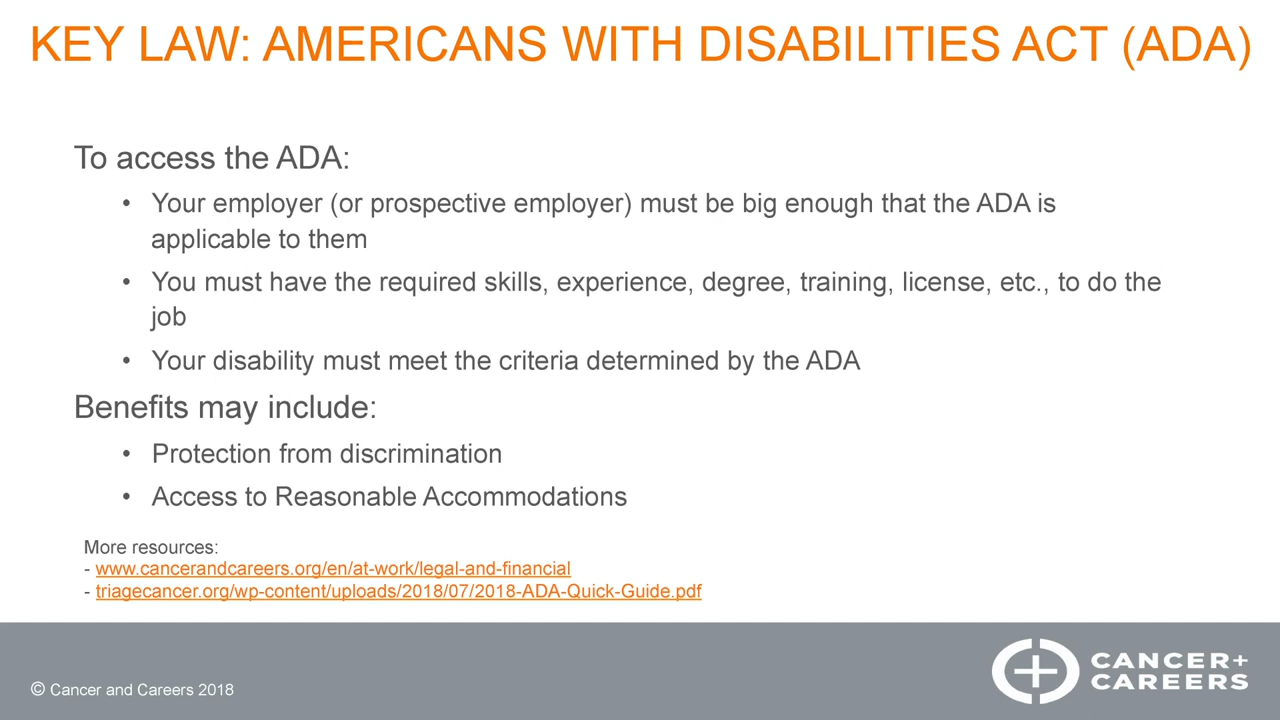 KEY LAW: AMERICANS WITH DISABILITIES ACT (ADA)
To access the ADA:
• Your employer (or prospective employer) must be big enough that the ADA is
applicable to them
• You must have the required skills, experience, degree, training, license, etc., to do the
job
• Your disability must meet the criteria determined by the ADA
Benefits may include:
• Protection from discrimination
• Access to Reasonable Accommodations
More resources:
- www.cancerandcareers.org/en/at-work/legal-and-financial
- triagecancer.org/wp-content/uploads/2018/07/2018-ADA-Quick-Guide.pdf
© Cancer and Careers 2018
CANCER+
CAREERS